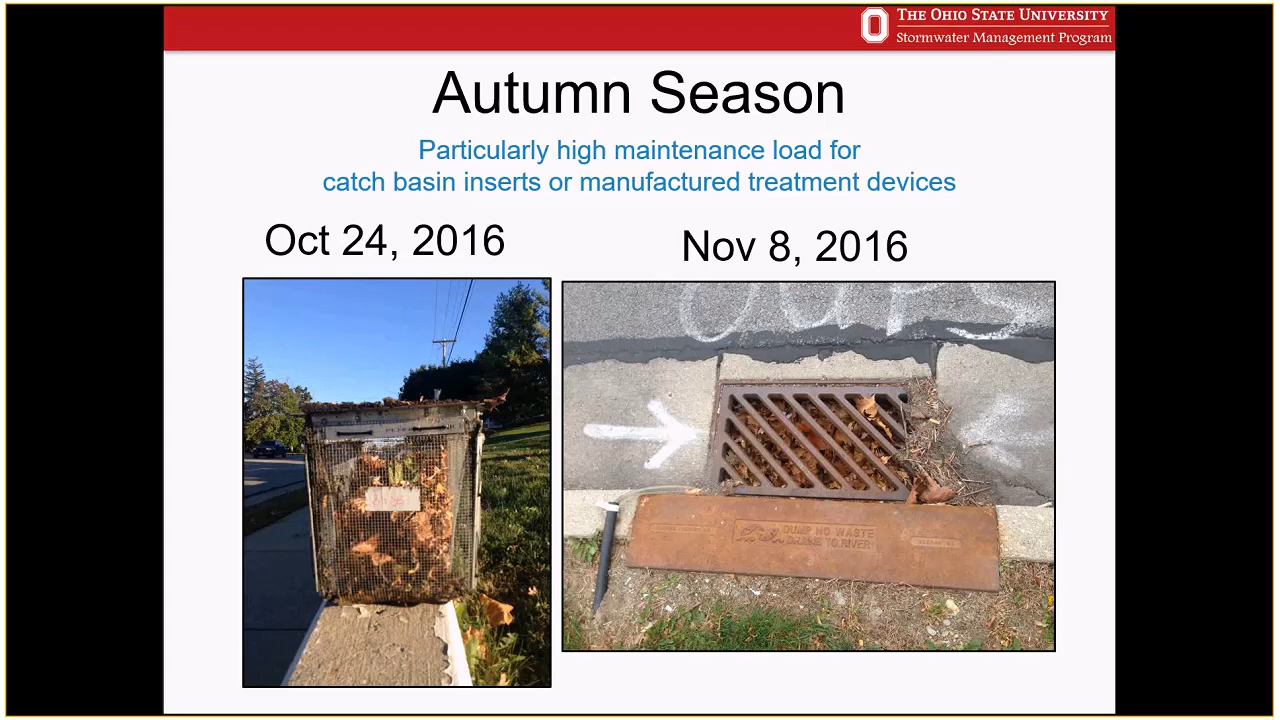 THE OHIO STATE UNIVERSITY
Stormwater Management Program
Autumn Season
Particularly high maintenance load for
catch basin inserts or manufactured treatment devices
Oct 24, 2016
Nov 8, 2016
DUMP NO WASTE
DRAINS TO RIVER